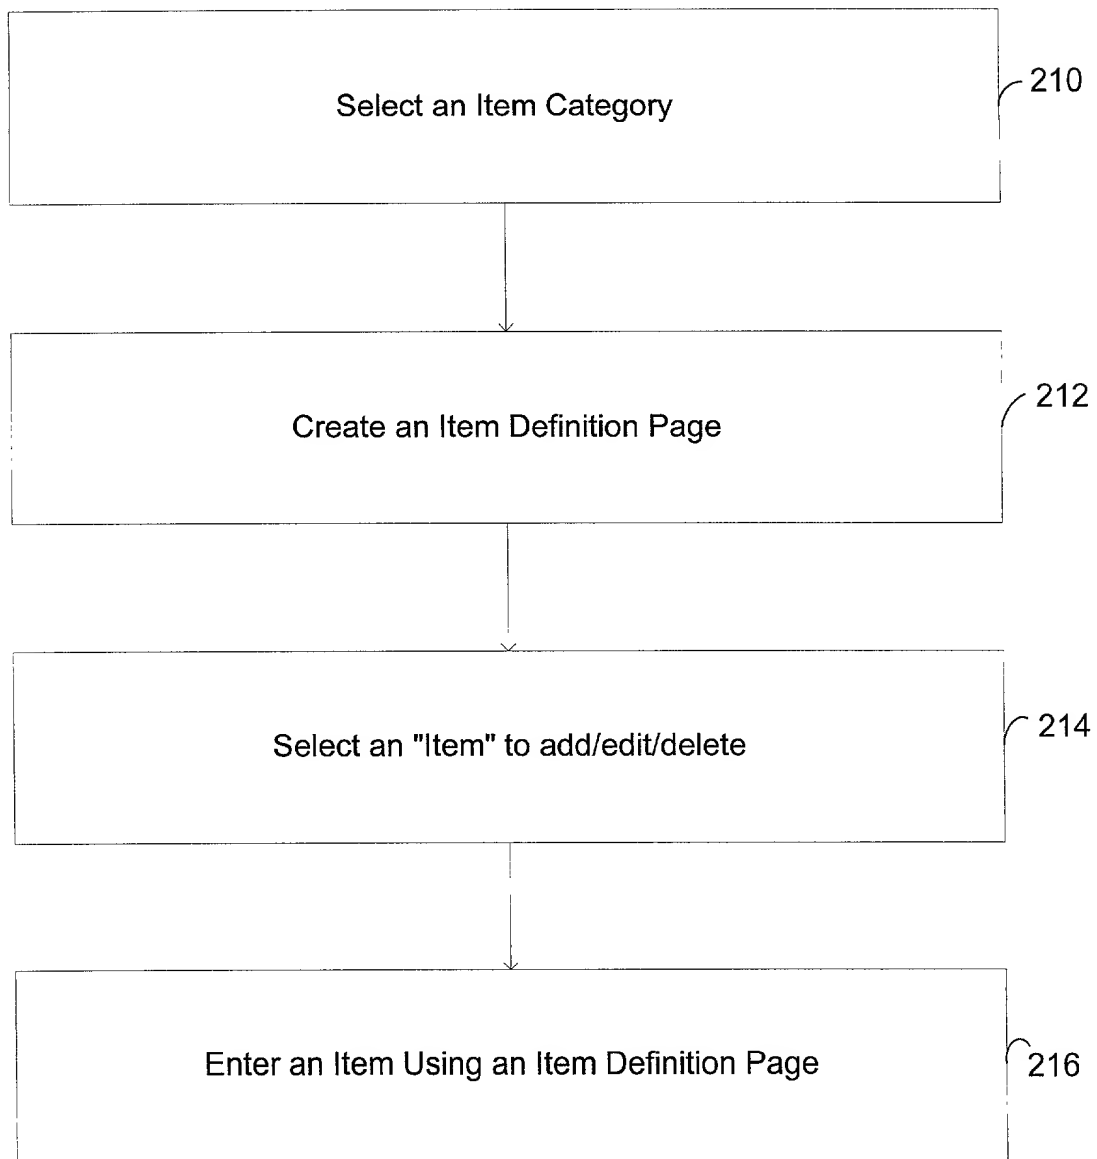 Select an Item Category
210
Create an Item Definition Page
212
Select an "Item" to add/edit/delete
214
Enter an Item Using an Item Definition Page
216